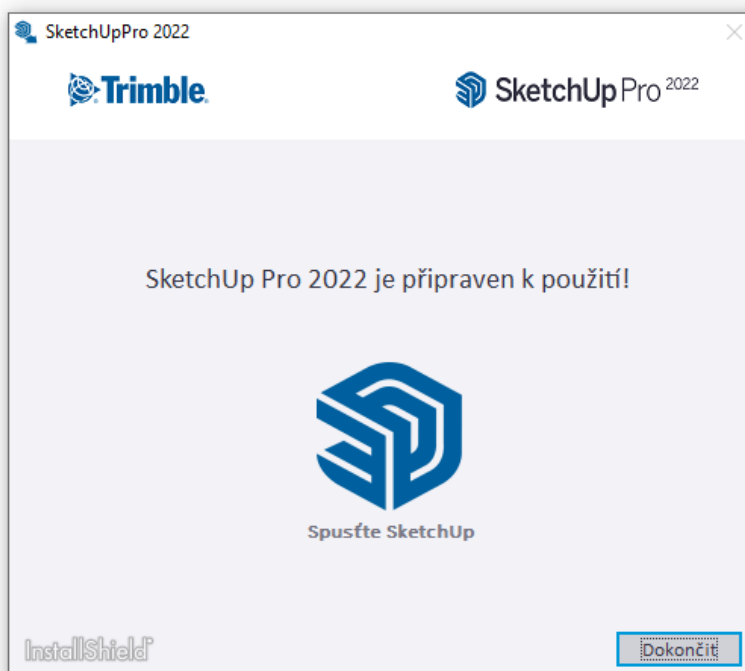 SketchUpPro 2022
Trimble.
SketchUp Pro 2022
SketchUp Pro 2022 je připraven k použití!
Spusťte SketchUp
InstallShield
Dokončit